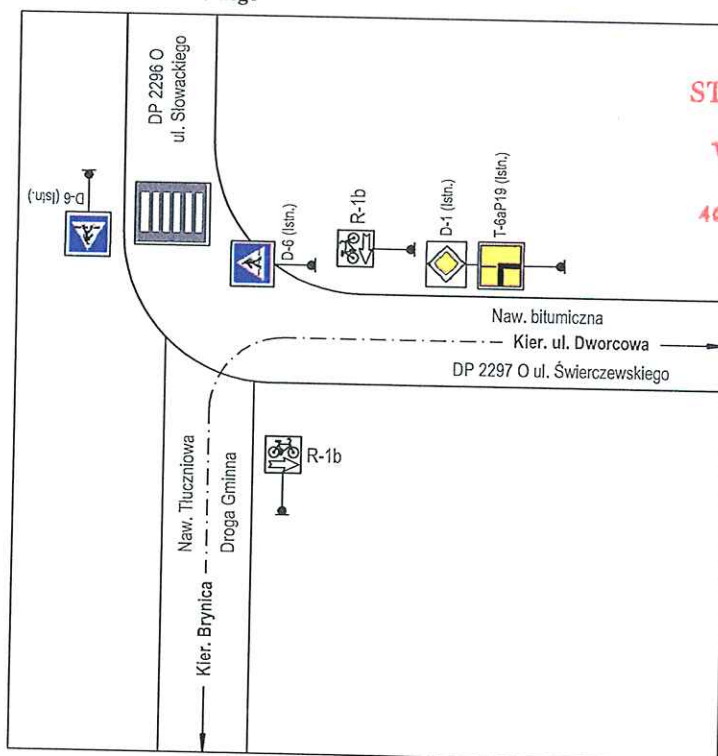 DP 2296 O
ul. Słowackiego
D-6 (Istn.)
D-6 (Istn.)
R-1b
D-1 (Istn.)
T-6aP19 (Istn.)
Naw. bitumiczna
Kier. ul. Dworcowa
DP 2297 O ul. Świerczewskiego
R-1b
Naw. Tłuczniowa
Droga Gminna
Kier. Brynica
ST